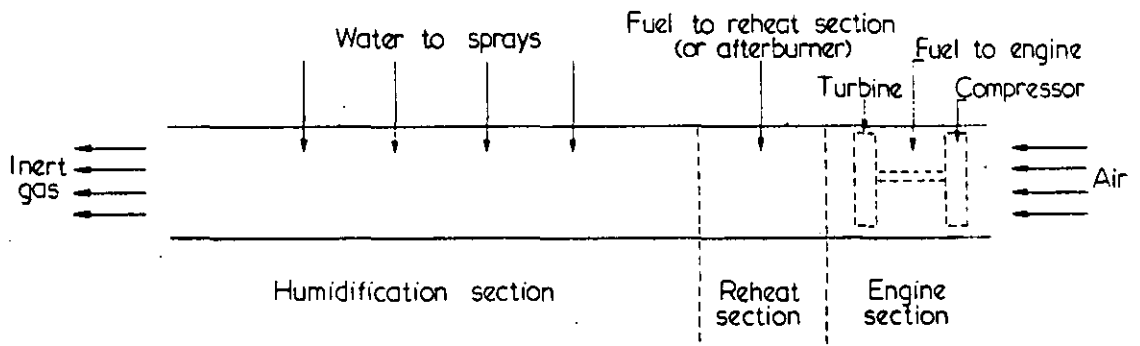 Water to sprays
Fuel to reheat section
(or afterburner)
Fuel to engine
Turbine
Compressor
Inert
gas
Air
Humidification section
Reheat
section
Engine
section